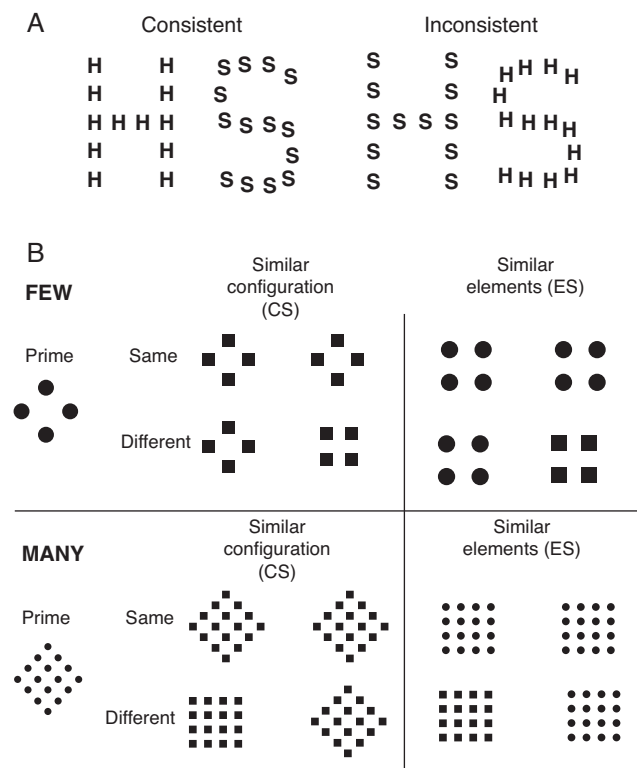 A
Consistent Inconsistent
H H S S S S S S H H H H
H H S S S H
H H H H H S S S S S S S S S H H H H
H H S S S H
H H S S S S S S H H H H
B
FEW
Similar
configuration
(CS)
Similar
elements (ES)
Prime
Same
Different
MANY
Similar
configuration
(CS)
Similar
elements (ES)
Prime
Same
Different